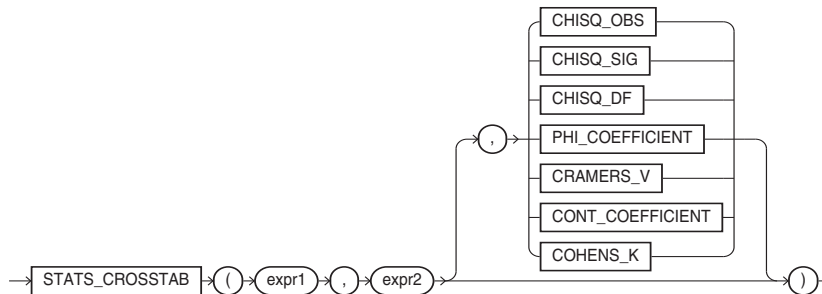 CHISQ_OBS
CHISQ_SIG
CHISQ_DF
, PHI_COEFFICIENT
CRAMERS_V
CONT_COEFFICIENT
COHENS_K
STATS_CROSSTAB ( expr1 , expr2 )